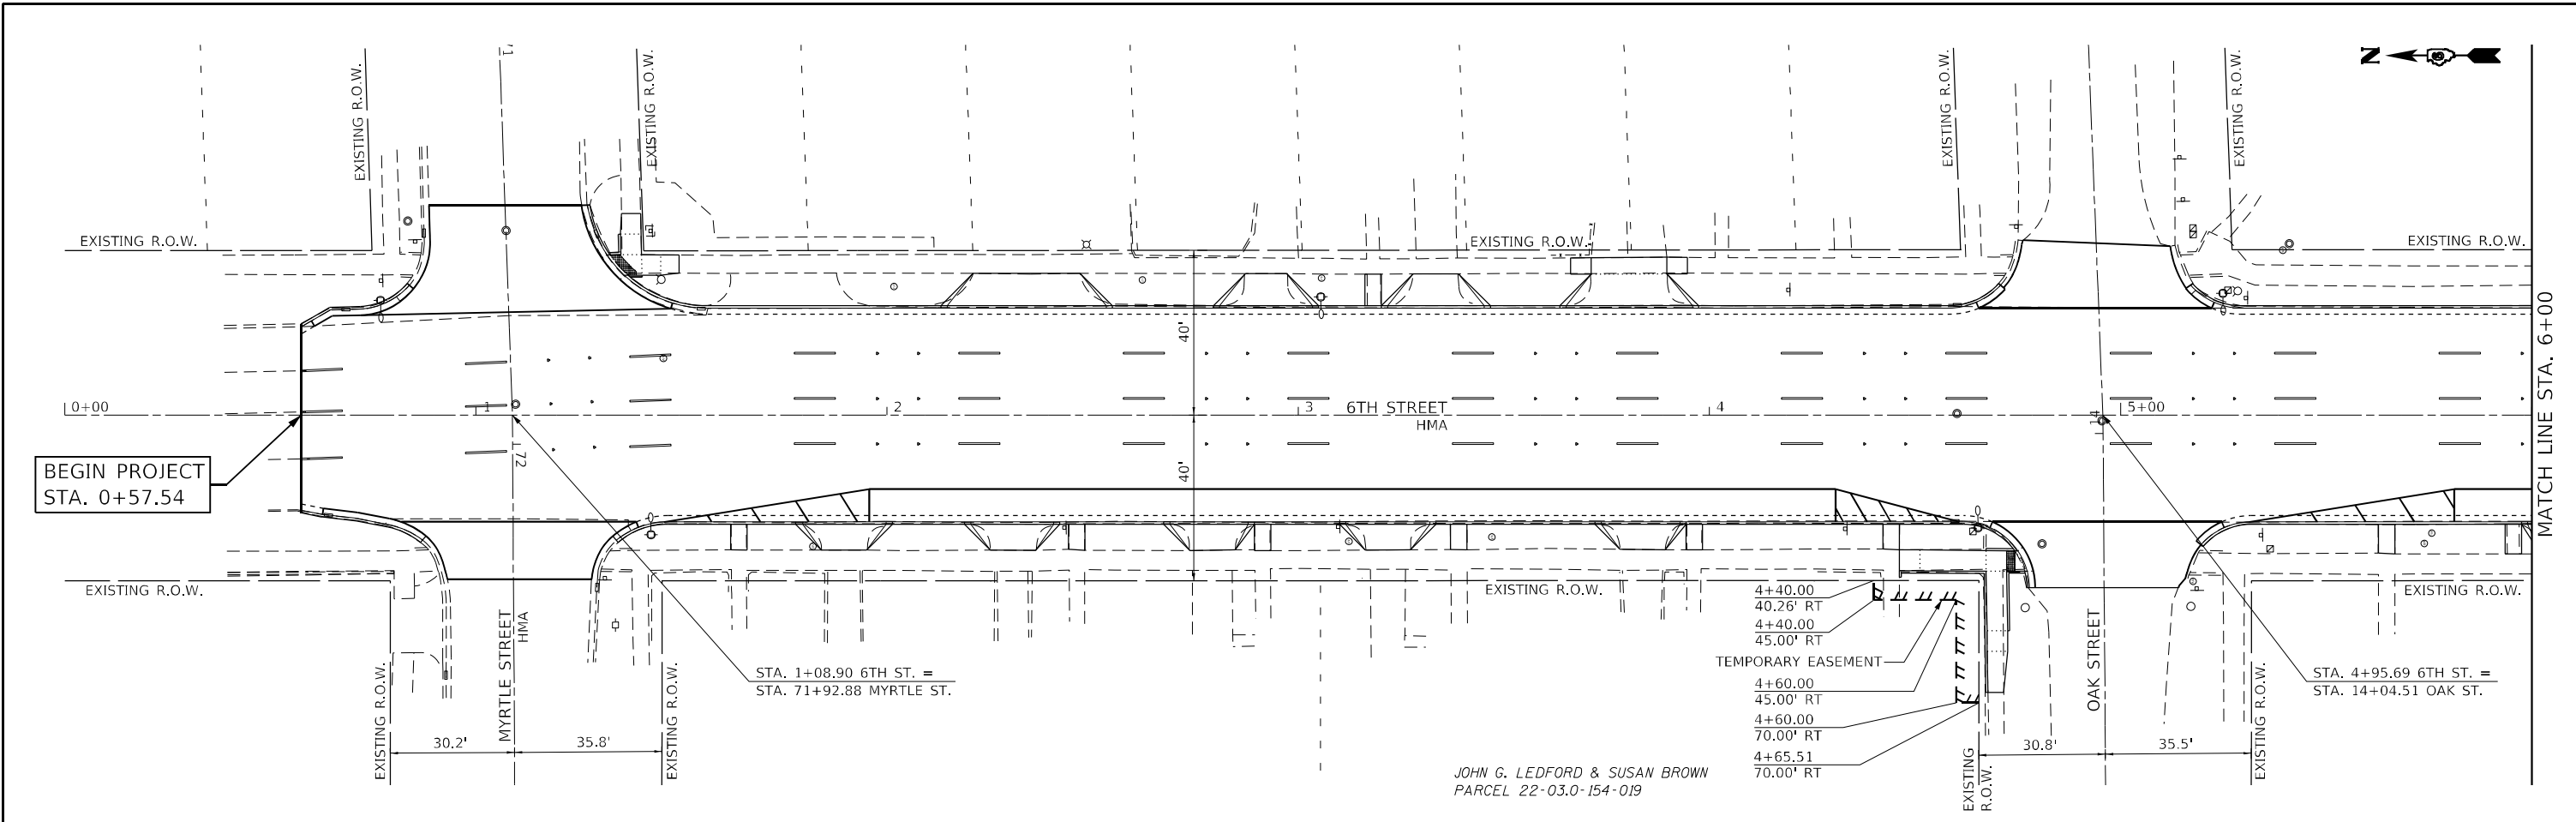 N
EXISTING R.O.W.
EXISTING R.O.W.
EXISTING R.O.W.
EXISTING R.O.W.
EXISTING R.O.W.
EXISTING R.O.W.
EXISTING R.O.W.
EXISTING R.O.W.
71
0+00
1
2
3
4
5+00
40'
6TH STREET
HMA
40'
14
72
BEGIN PROJECT
STA. 0+57.54
MATCH LINE STA. 6+00
EXISTING R.O.W.
EXISTING R.O.W.
EXISTING R.O.W.
MYRTLE STREET
HMA
EXISTING R.O.W.
EXISTING R.O.W.
30.2'
35.8'
STA. 1+08.90 6TH ST. =
STA. 71+92.88 MYRTLE ST.
4+40.00
40.26' RT
4+40.00
45.00' RT
TEMPORARY EASEMENT
4+60.00
45.00' RT
4+60.00
70.00' RT
4+65.51
70.00' RT
JOHN G. LEDFORD & SUSAN BROWN
PARCEL 22-03.0-154-019
OAK STREET
EXISTING
R.O.W.
EXISTING R.O.W.
30.8'
35.5'
STA. 4+95.69 6TH ST. =
STA. 14+04.51 OAK ST.